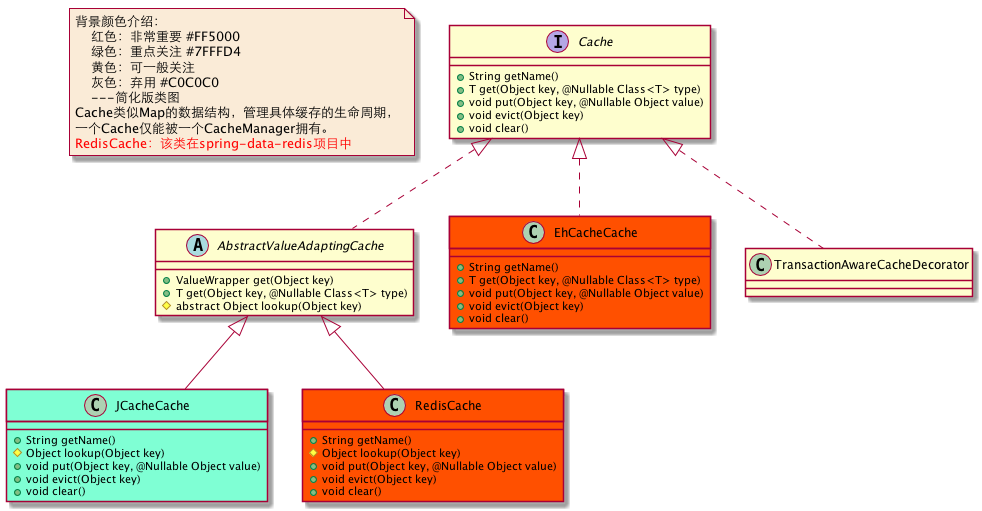 背景颜色介绍：
红色：非常重要 #FF5000
绿色：重点关注 #7FFFD4
黄色：可一般关注
灰色：弃用 #C0C0C0
---简化版类图
Cache类似Map的数据结构，管理具体缓存的生命周期，
一个Cache仅能被一个CacheManager拥有。
RedisCache：该类在spring-data-redis项目中
I Cache
String getName()
T get(Object key, @Nullable Class<T> type)
void put(Object key, @Nullable Object value)
void evict(Object key)
void clear()
A AbstractValueAdaptingCache
ValueWrapper get(Object key)
T get(Object key, @Nullable Class<T> type)
abstract Object lookup(Object key)
C EhCacheCache
String getName()
T get(Object key, @Nullable Class<T> type)
void put(Object key, @Nullable Object value)
void evict(Object key)
void clear()
C TransactionAwareCacheDecorator
C JCacheCache
String getName()
Object lookup(Object key)
void put(Object key, @Nullable Object value)
void evict(Object key)
void clear()
C RedisCache
String getName()
Object lookup(Object key)
void put(Object key, @Nullable Object value)
void evict(Object key)
void clear()